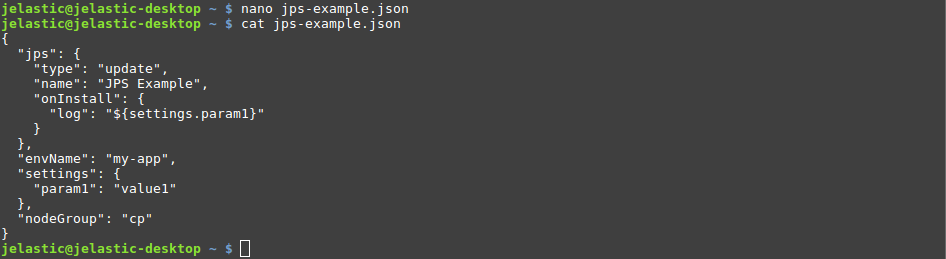 jelastic@jelastic-desktop ~ $ nano jps-example.json
jelastic@jelastic-desktop ~ $ cat jps-example.json
{
  "jps": {
    "type": "update",
    "name": "JPS Example",
    "onInstall": {
      "log": "${settings.param1}"
    }
  },
  "envName": "my-app",
  "settings": {
    "param1": "value1"
  },
  "nodeGroup": "cp"
}
jelastic@jelastic-desktop ~ $